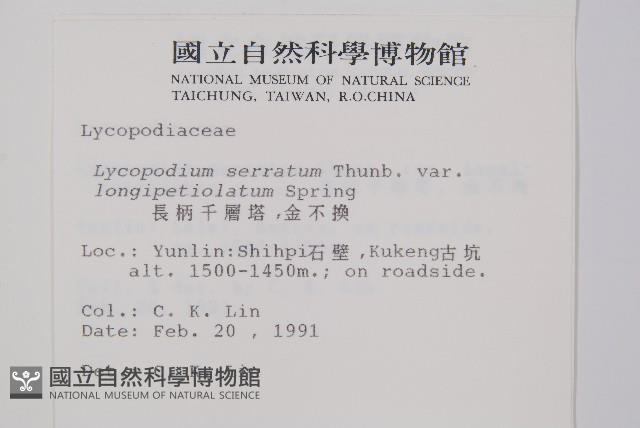 國立自然科學博物館
NATIONAL MUSEUM OF NATURAL SCIENCE
TAICHUNG, TAIWAN, R.O.CHINA
Lycopodiaceae
Lycopodium serratum Thunb. var.
longipetiolatum Spring
長柄千層塔,金不換
Loc.: Yunlin:Shihpi石壁,Kukeng古坑
alt. 1500-1450m.; on roadside.
Col.: C. K. Lin
Date: Feb. 20 , 1991
國立自然科學博物館
NATIONAL MUSEUM OF NATURAL SCIENCE